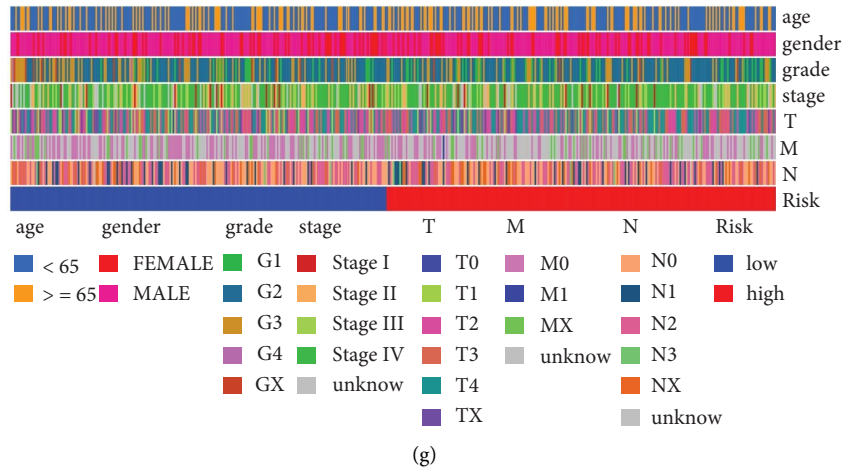 age
gender
grade
stage
T
M
N
Risk
age gender grade stage T M N Risk
< 65 FEMALE G1 Stage I T0 M0 N0 low
> = 65 MALE G2 Stage II T1 M1 N1 high
G3 Stage III T2 MX N2
G4 Stage IV T3 unknow N3
GX unknow T4 NX
TX unknow
(g)